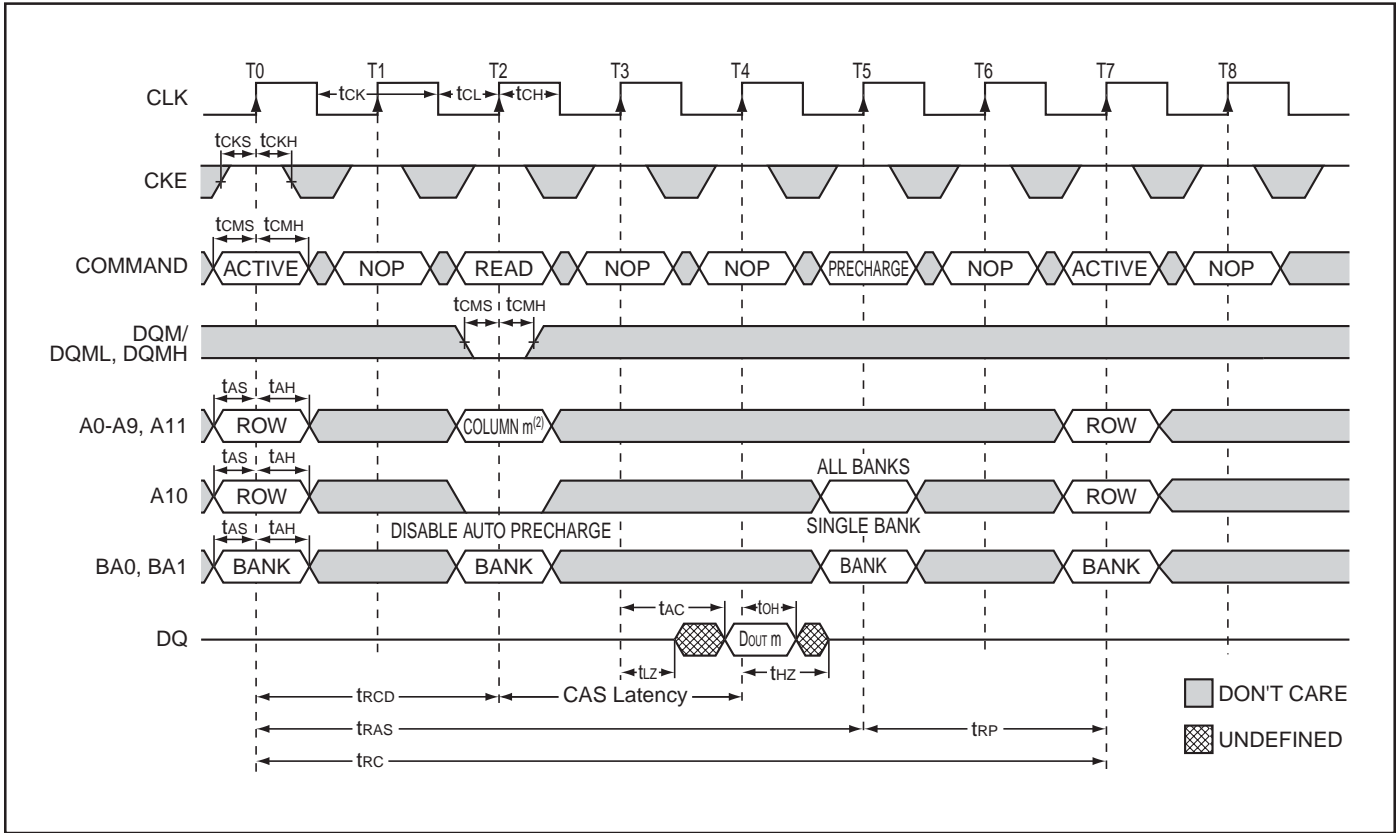 T0 T1 T2 T3 T4 T5 T6 T7 T8
CLK
tCK tCL tCH
tCKS tCKH
CKE
tCMS tCMH
COMMAND ACTIVE NOP READ NOP NOP PRECHARGE NOP ACTIVE NOP
tCMS tCMH
DQM/
DQML, DQMH
tAS tAH
A0-A9, A11 ROW COLUMN m(2) ROW
tAS tAH
ALL BANKS
A10 ROW ROW
tAS tAH
DISABLE AUTO PRECHARGE
SINGLE BANK
BA0, BA1 BANK BANK BANK BANK
tAC tOH
DQ DOUT m
tLZ tHZ
tRCD CAS Latency
DON'T CARE
tRAS tRP
UNDEFINED
tRC